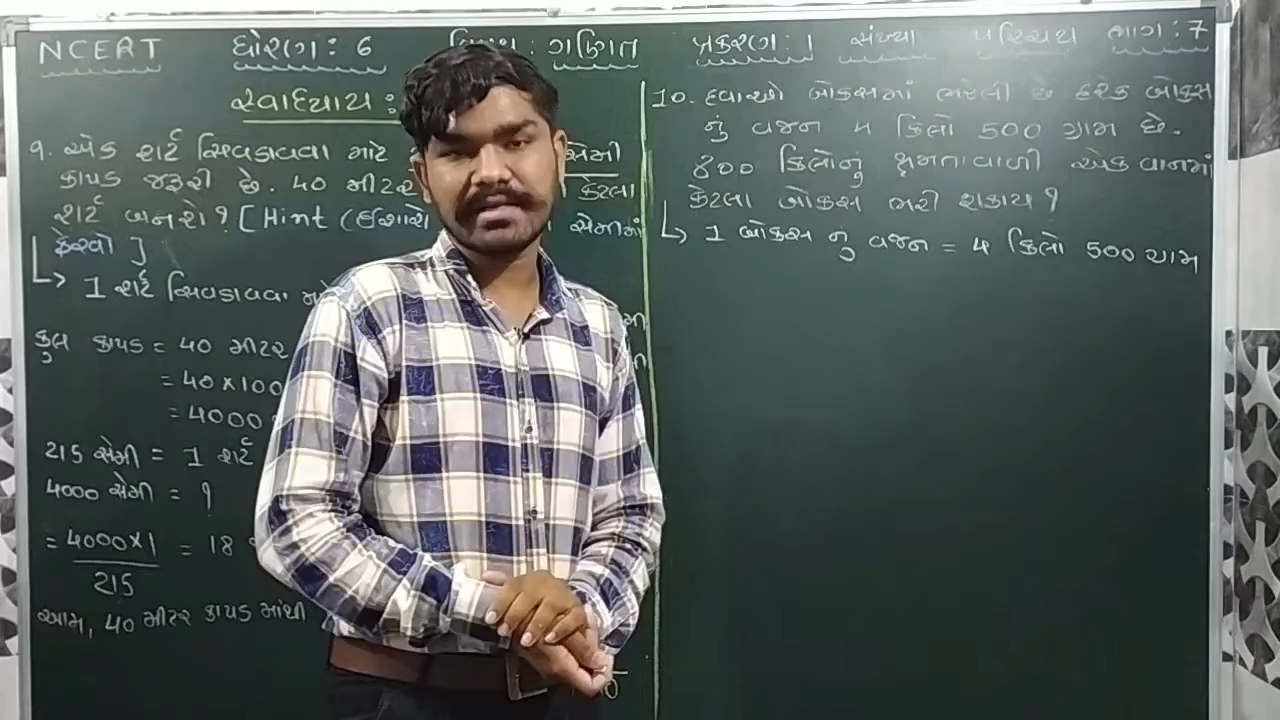 NCERT ધોરણ: 6 : ગણિત પ્રકરણ: 1 સંખ્યા પરિચય ભાગ: 7
સ્વાધ્યાય:
9. એક શર્ટ સિવડાવવા માટે સેમી
કાપડ જરૂરી છે. 40 મીટર કેટલા
શર્ટ બનશે? [Hint (ઈશારો સેમીમાં
ફેરવો ]
1 શર્ટ સિવડાવવા
કુલ કાપડ = 40 મીટર
= 40 × 100
= 4000
215 સેમી = 1 શર્ટ
4000 સેમી = ?
= 4000 × 1 = 18
215
આમ, 40 મીટર કાપડ માંથી
10. દવાઓ બોક્સમાં ભરેલી છે દરેક બોક્સ
નું વજન 4 કિલો 500 ગ્રામ છે.
800 કિલોનું ક્ષમતાવાળી એક વાનમાં
કેટલા બોક્સ ભરી શકાય?
1 બોક્સ નું વજન = 4 કિલો 500 ગ્રામ